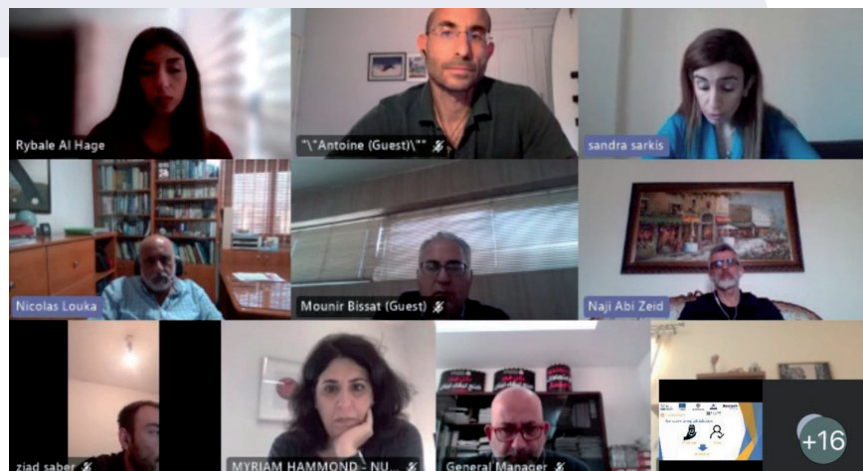 Rybale Al Hage
"\"Antoine (Guest)\""
sandra sarkis
Nicolas Louka
Mounir Bissat (Guest)
Naji Abi Zeid
ziad saber
MYRIAM HAMMOND - NU...
General Manager
+16